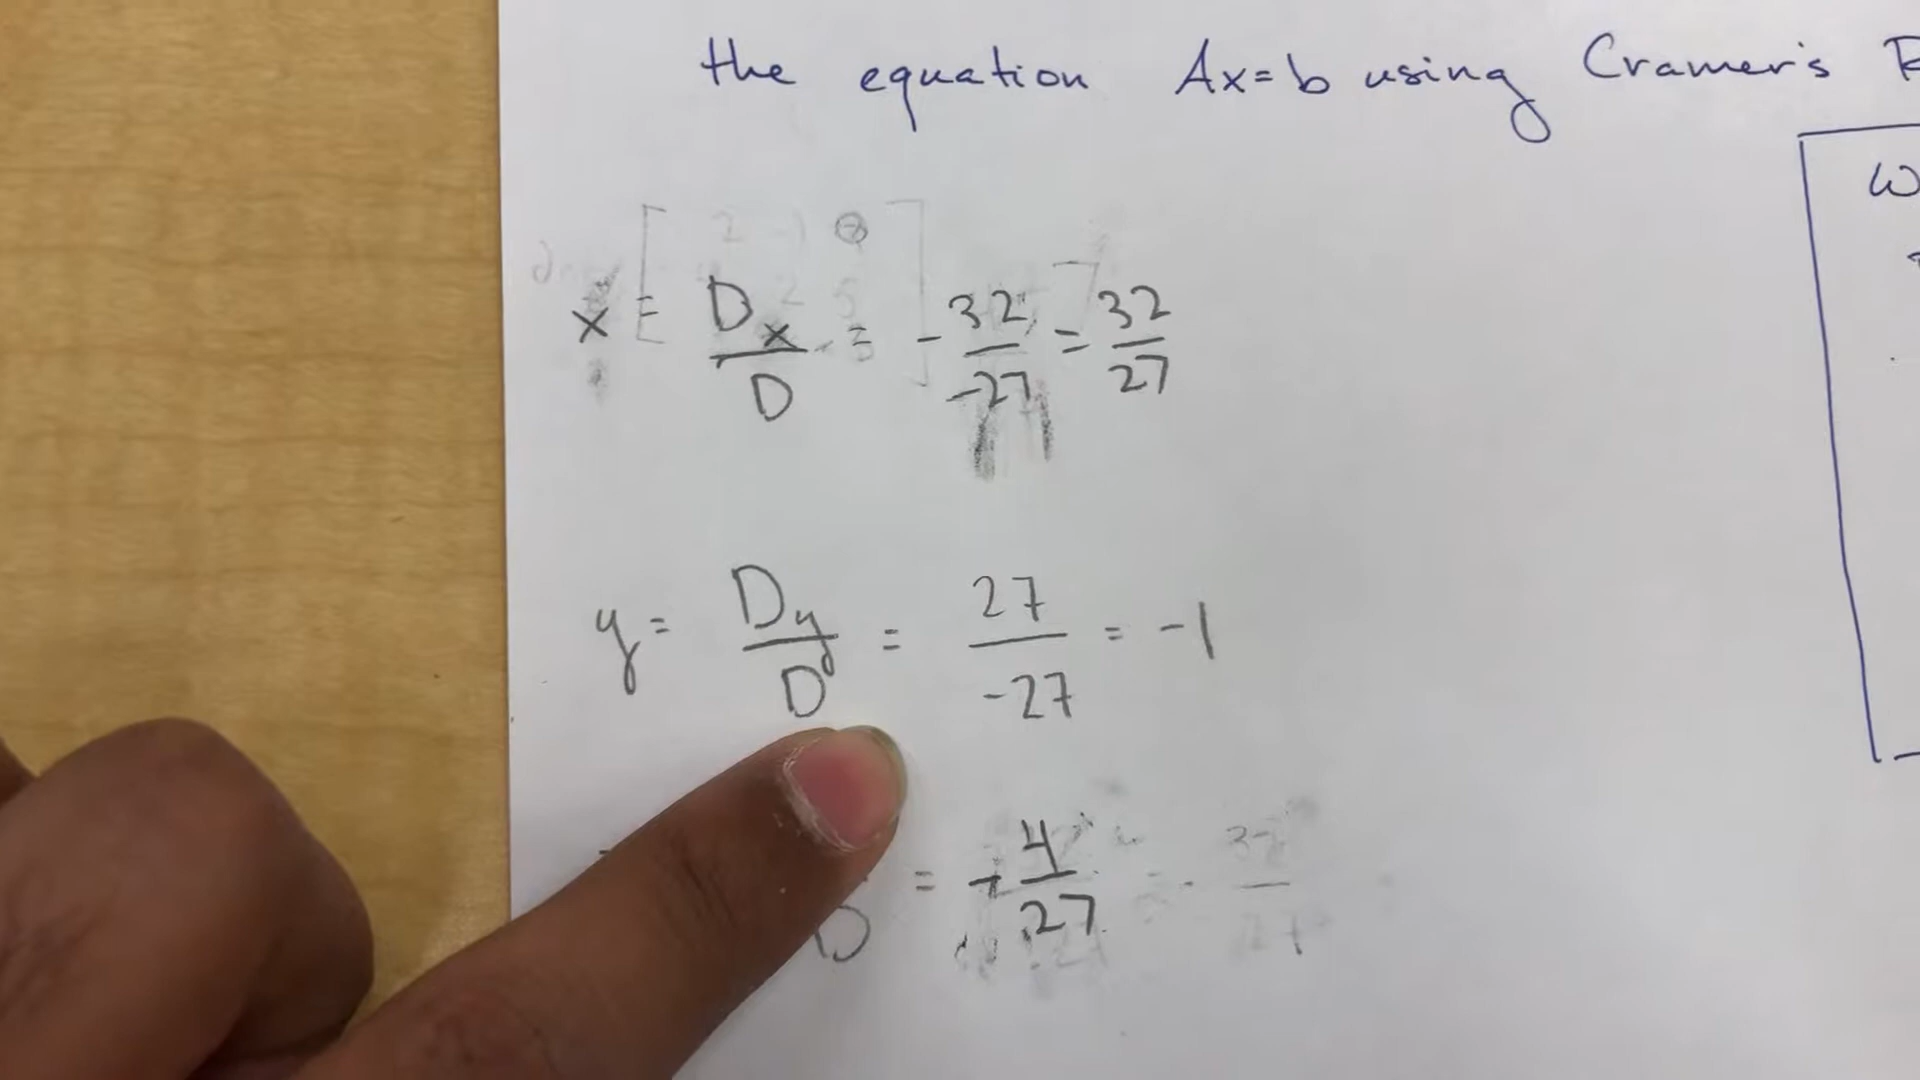 the equation Ax=b using Cramer's
x = Dx/D = -32/-27 = 32/27
y = Dy/D = 27/-27 = -1
D = -4/27